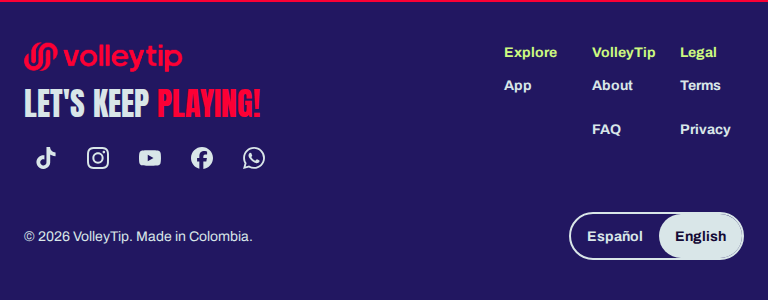 volleytip
LET'S KEEP PLAYING!
Explore
App
VolleyTip
About
FAQ
Legal
Terms
Privacy
© 2026 VolleyTip. Made in Colombia.
Español
English